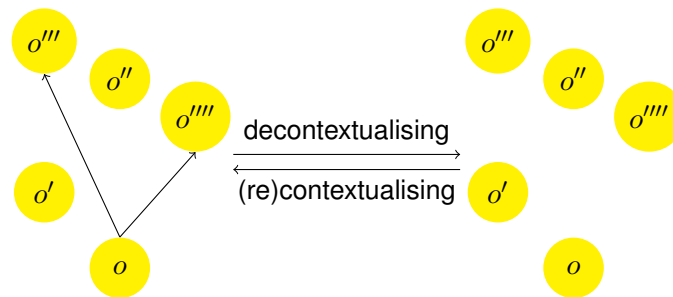 o‴
o″
o⁗
decontextualising
(re)contextualising
o′
o
o‴
o″
o⁗
o′
o